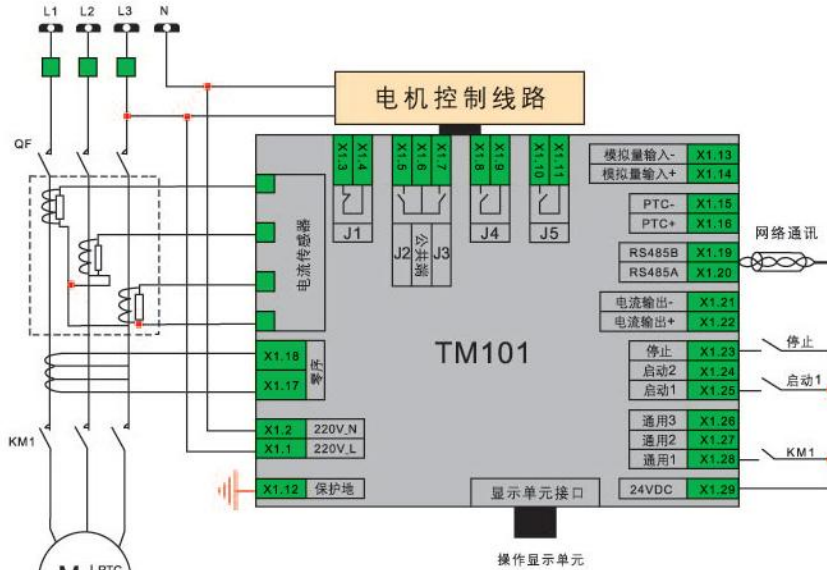 L1 L2 L3 N
电机控制线路
QF
X1.3 X1.4 X1.5 X1.6 X1.7 X1.8 X1.9 X1.10 X1.11
J1 J2 公共端 J3 J4 J5
模拟量输入- X1.13
模拟量输入+ X1.14
PTC- X1.15
PTC+ X1.16
网络通讯
RS485B X1.19
RS485A X1.20
电流输出- X1.21
电流输出+ X1.22
电流传感器
TM101
X1.18
X1.17
零序
停止 X1.23 停止
启动2 X1.24
启动1 X1.25 启动1
KM1
X1.2 220V_N
X1.1 220V_L
通用3 X1.26
通用2 X1.27
通用1 X1.28 KM1
X1.12 保护地
显示单元接口
24VDC X1.29
操作显示单元